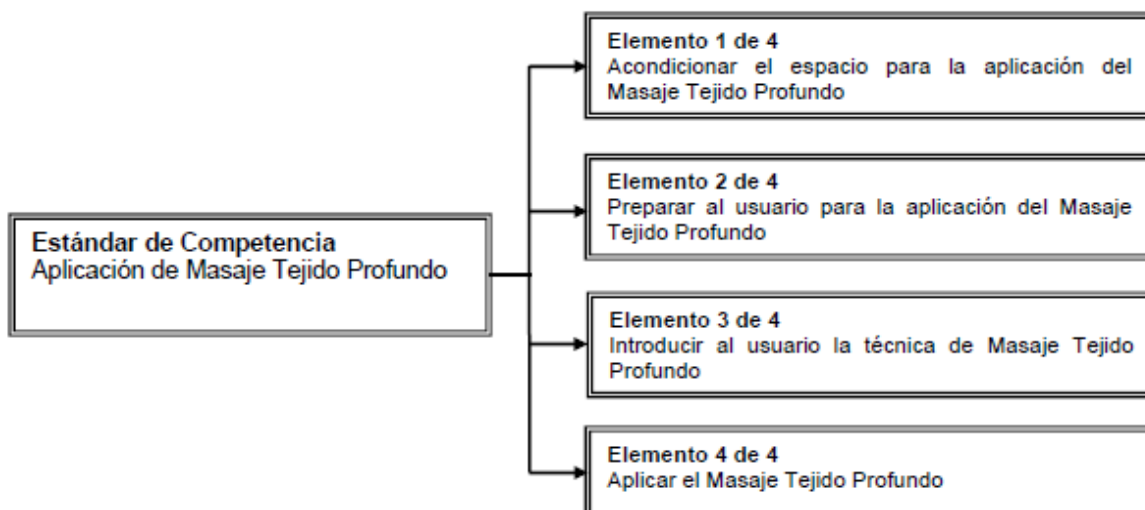 Estándar de Competencia
Aplicación de Masaje Tejido Profundo
Elemento 1 de 4
Acondicionar el espacio para la aplicación del
Masaje Tejido Profundo
Elemento 2 de 4
Preparar al usuario para la aplicación del Masaje
Tejido Profundo
Elemento 3 de 4
Introducir al usuario la técnica de Masaje Tejido
Profundo
Elemento 4 de 4
Aplicar el Masaje Tejido Profundo